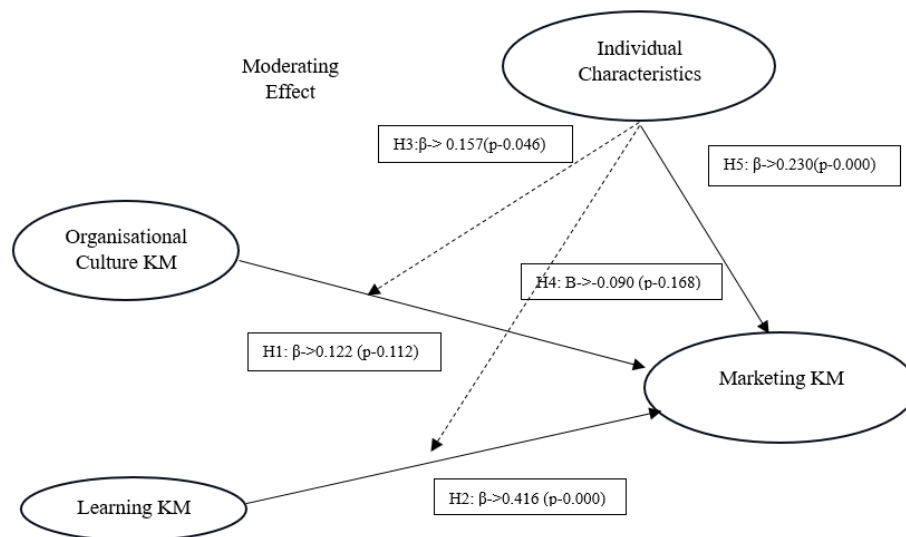 Individual
Characteristics
Moderating
Effect
H3:β-> 0.157(p-0.046)
H5: β->0.230(p-0.000)
Organisational
Culture KM
H4: B->-0.090 (p-0.168)
H1: β->0.122 (p-0.112)
Marketing KM
Learning KM
H2: β->0.416 (p-0.000)